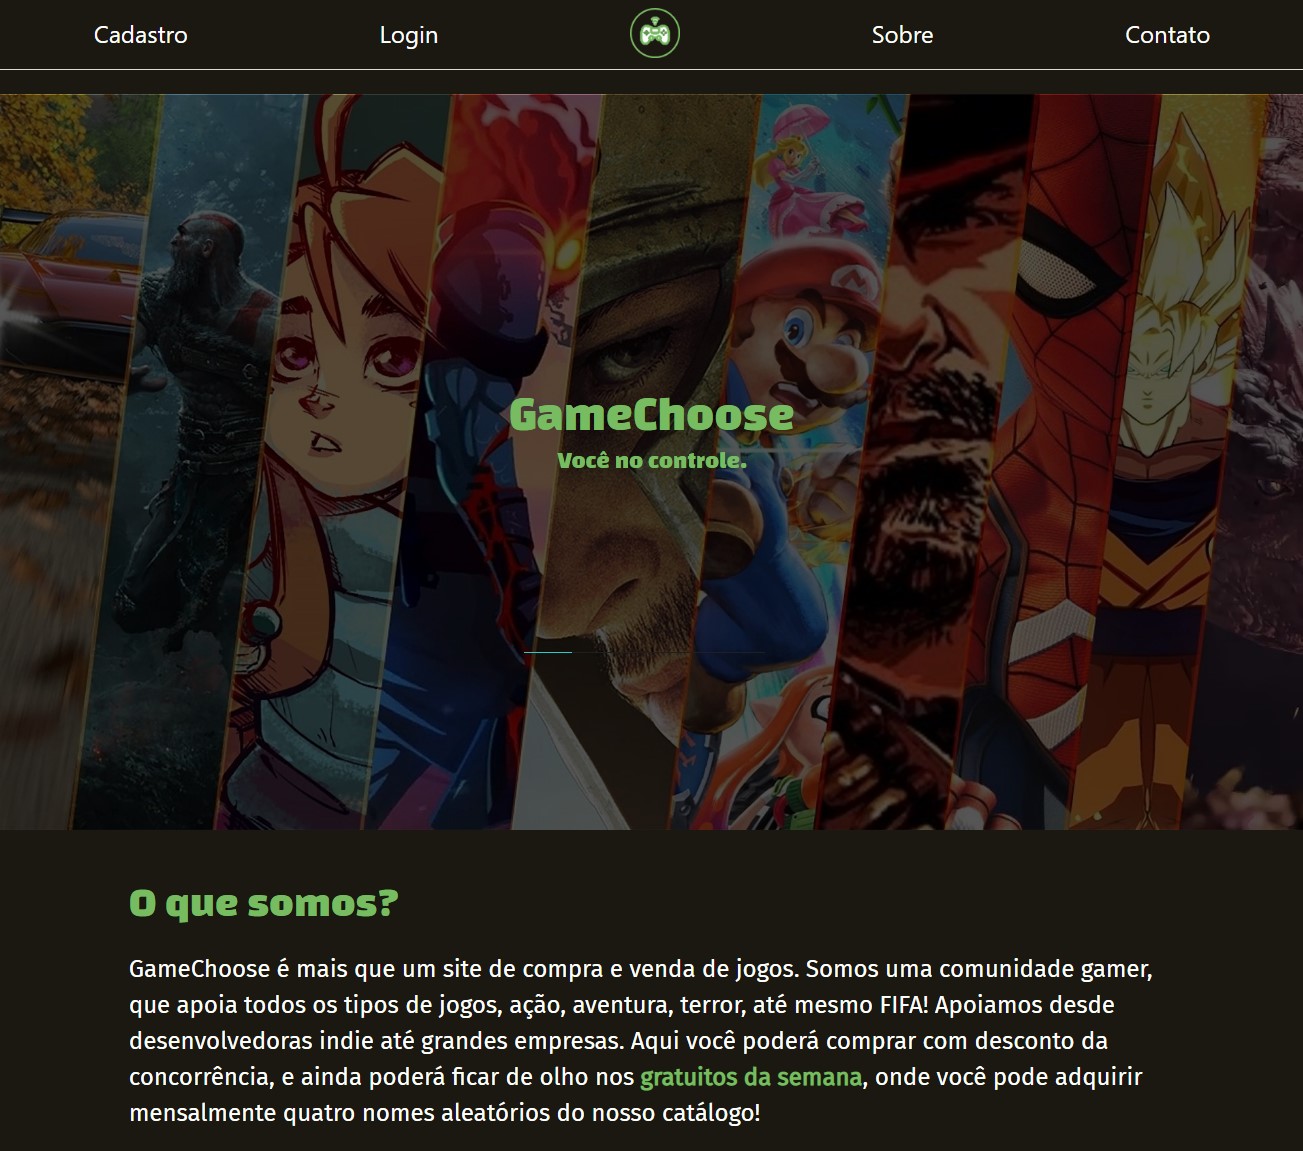 Cadastro Login Sobre Contato
GameChoose
Você no controle.
O que somos?
GameChoose é mais que um site de compra e venda de jogos. Somos uma comunidade gamer,
que apoia todos os tipos de jogos, ação, aventura, terror, até mesmo FIFA! Apoiamos desde
desenvolvedoras indie até grandes empresas. Aqui você poderá comprar com desconto da
concorrência, e ainda poderá ficar de olho nos gratuitos da semana, onde você pode adquirir
mensalmente quatro nomes aleatórios do nosso catálogo!